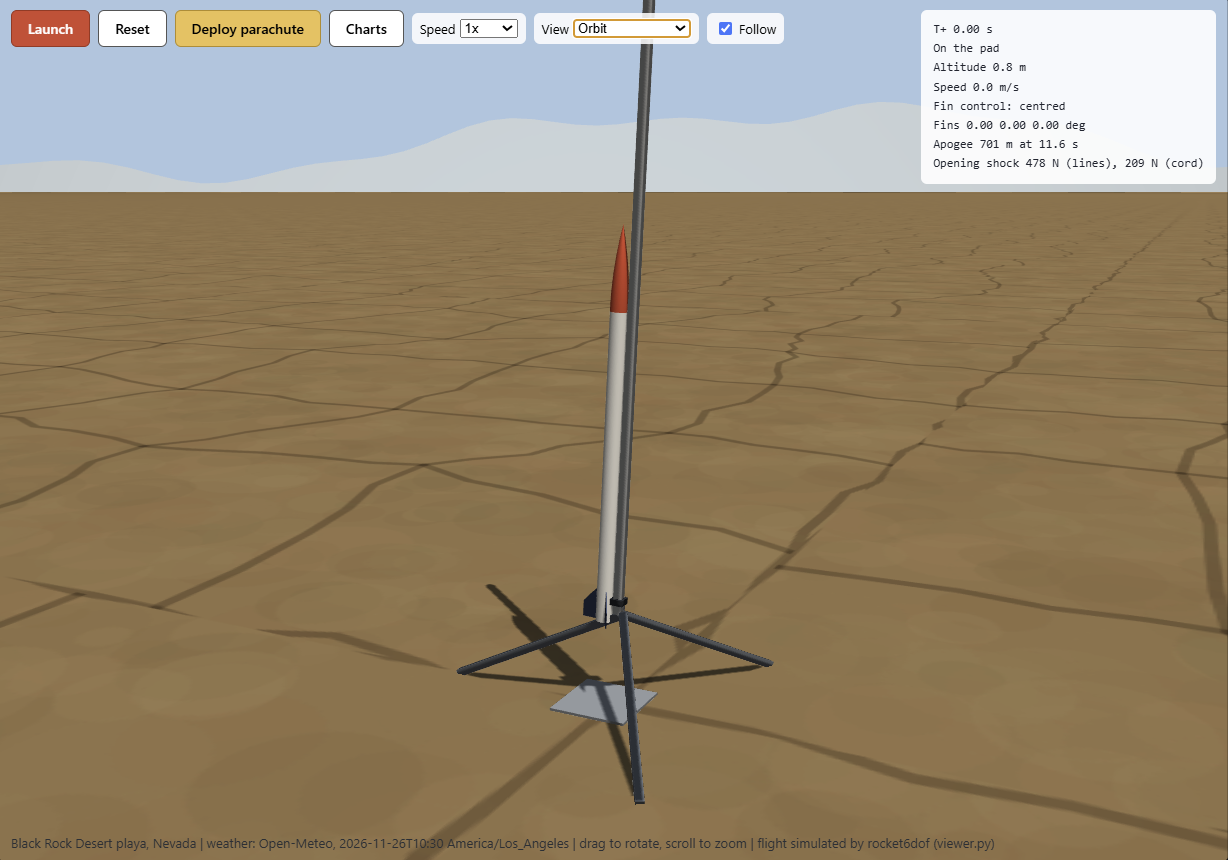 Launch Reset Deploy parachute Charts Speed 1x View Orbit Follow
T+ 0.00 s
On the pad
Altitude 0.8 m
Speed 0.0 m/s
Fin control: centred
Fins 0.00 0.00 0.00 deg
Apogee 701 m at 11.6 s
Opening shock 478 N (lines), 209 N (cord)
Black Rock Desert playa, Nevada | weather: Open-Meteo, 2026-11-26T10:30 America/Los_Angeles | drag to rotate, scroll to zoom | flight simulated by rocket6dof (viewer.py)